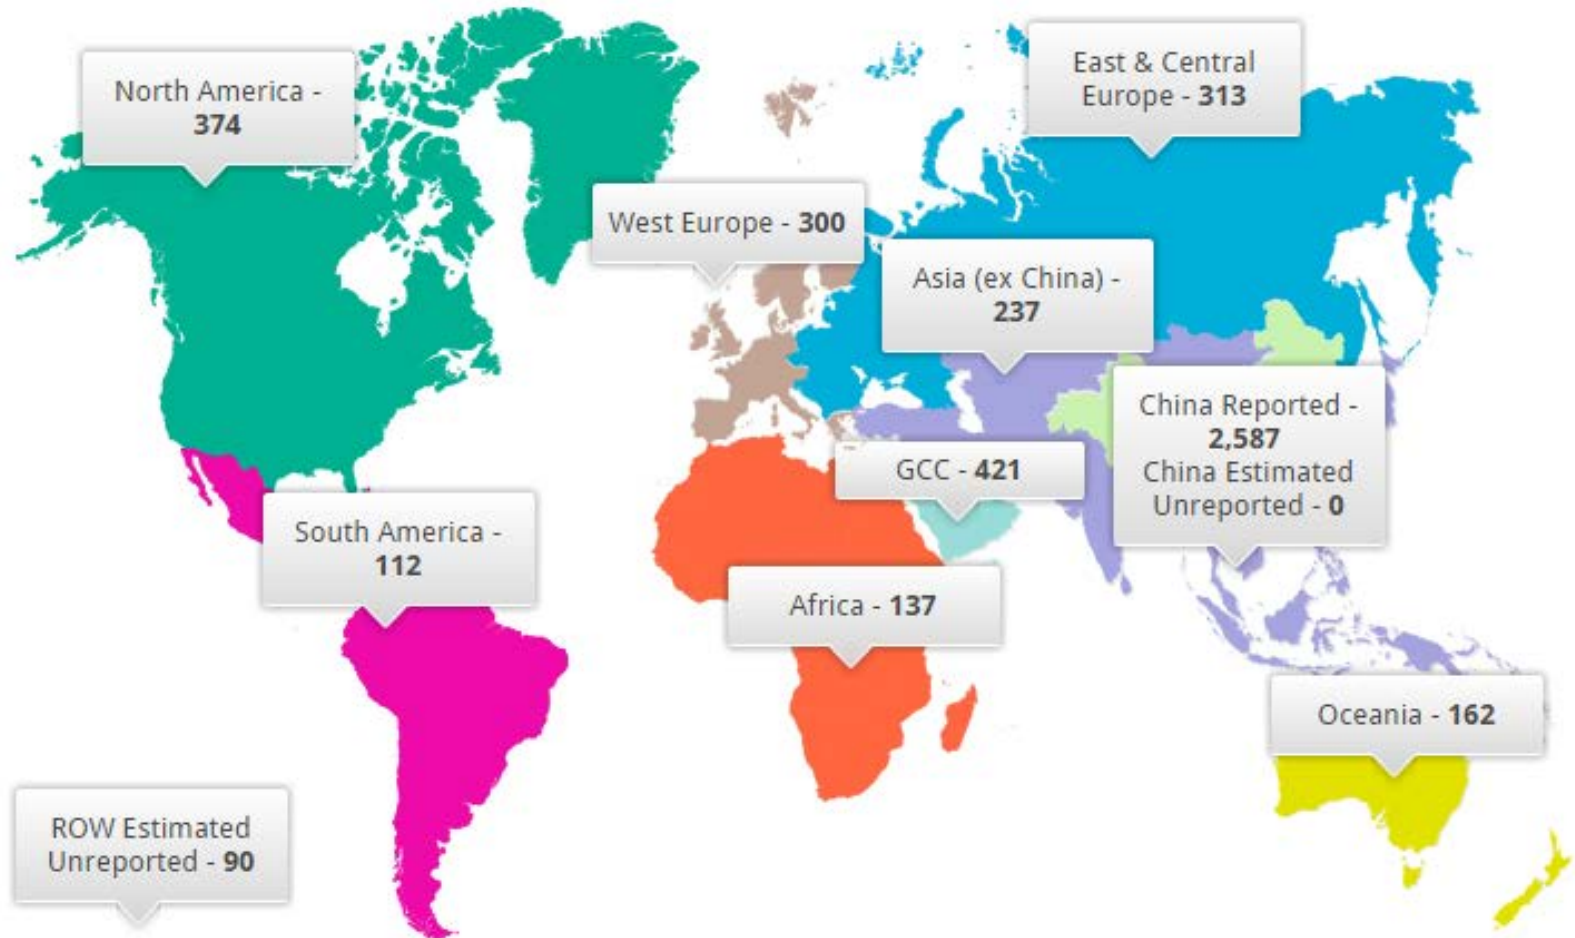 North America -
374
East & Central
Europe - 313
West Europe - 300
Asia (ex China) -
237
China Reported -
2,587
China Estimated
Unreported - 0
GCC - 421
South America -
112
Africa - 137
Oceania - 162
ROW Estimated
Unreported - 90